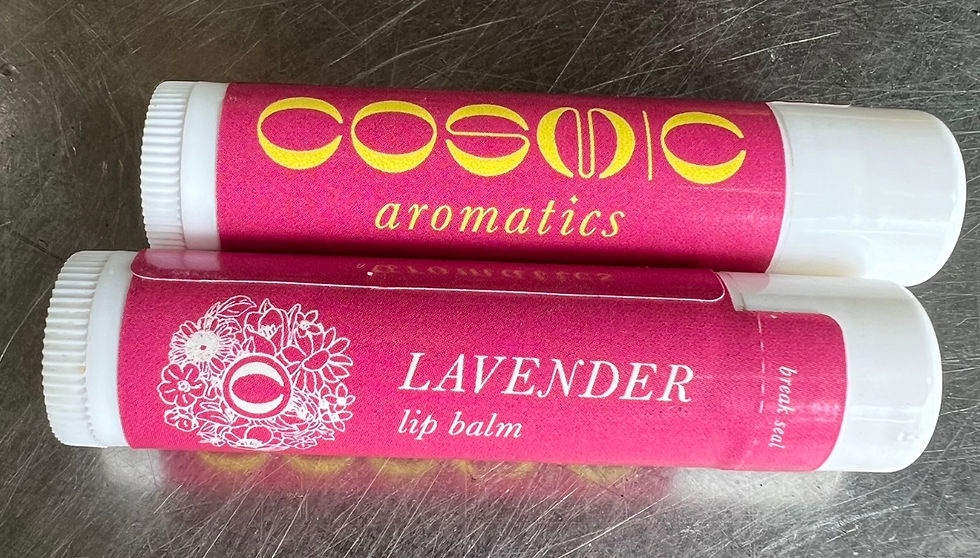 COSMIC
aromatics
LAVENDER
lip balm
break seal